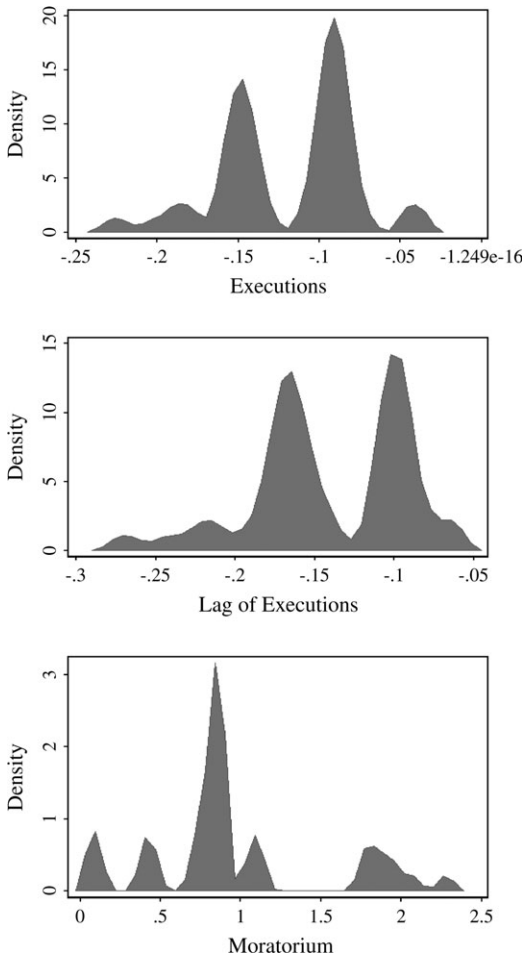 20
15
10
5
0
Density
-.25 -.2 -.15 -.1 -.05 -1.249e-16
Executions
15
10
5
0
Density
-.3 -.25 -.2 -.15 -.1 -.05
Lag of Executions
3
2
1
0
Density
0 .5 1 1.5 2 2.5
Moratorium